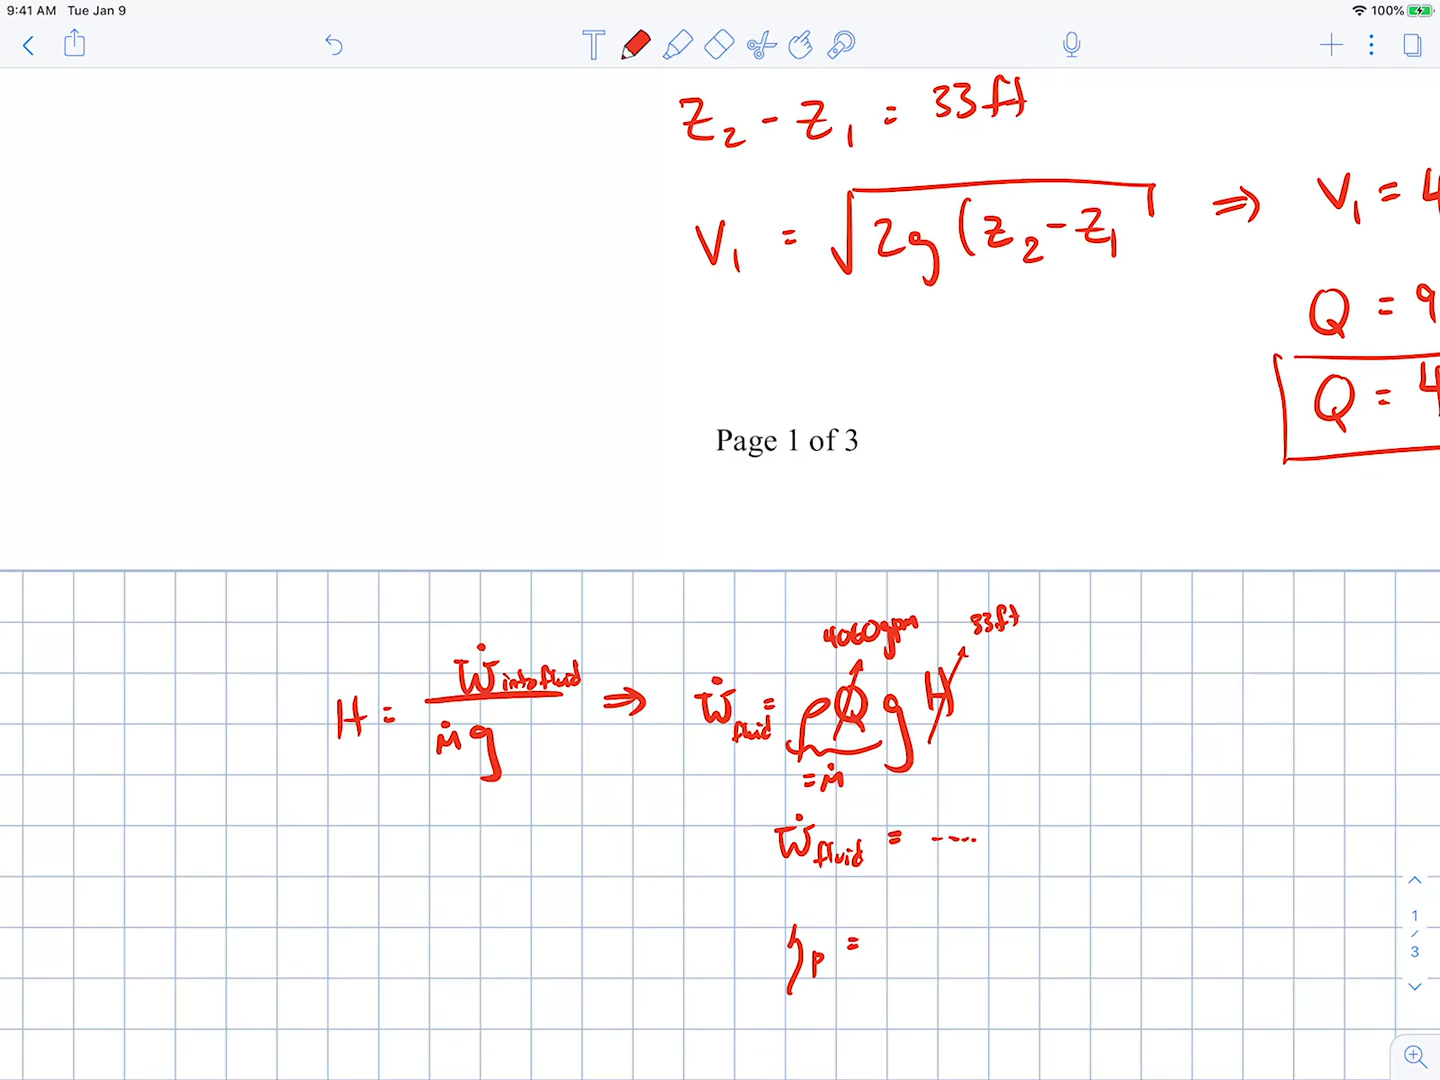 9:41 AM Tue Jan 9
100%
T
Z₂ - Z₁ = 33ft
V₁ = √2g(Z₂-Z₁ ⇒ V₁ = 4
Q = 9
Q = 4
Page 1 of 3
4060gpm 33ft
H = Ẇ into fluid / ṁg ⇒ Ẇfluid = ρQgH
= ṁ
Ẇfluid = ----
ηp =
1
/
3